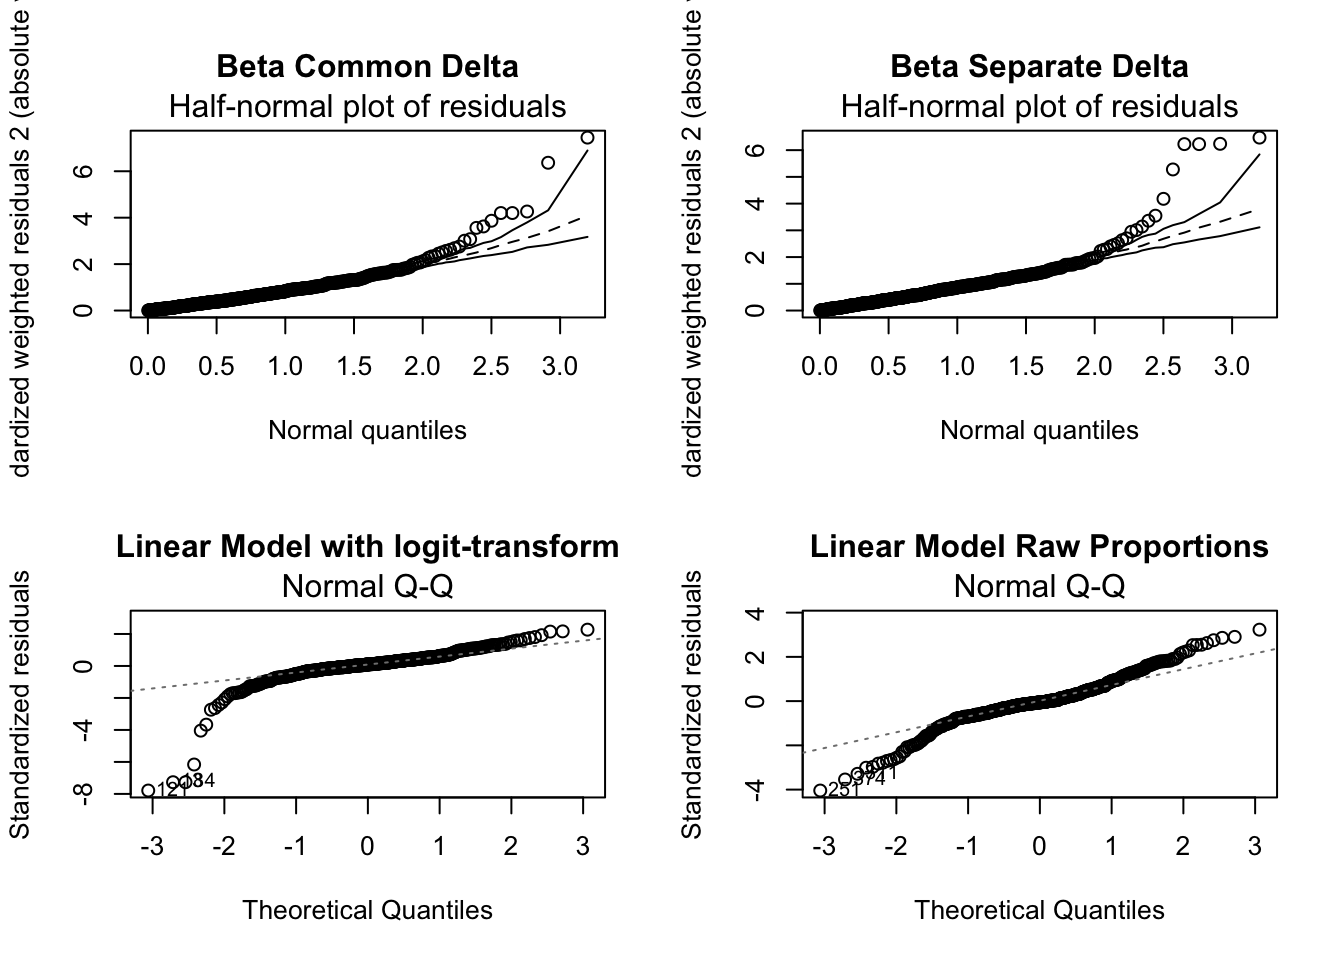 Beta Common Delta
Half-normal plot of residuals
dardized weighted residuals 2 (absolute
6
4
2
0
0.0 0.5 1.0 1.5 2.0 2.5 3.0
Normal quantiles
Beta Separate Delta
Half-normal plot of residuals
dardized weighted residuals 2 (absolute
6
4
2
0
0.0 0.5 1.0 1.5 2.0 2.5 3.0
Normal quantiles
Linear Model with logit-transform
Normal Q-Q
Standardized residuals
0
-4
-8
-3 -2 -1 0 1 2 3
Theoretical Quantiles
Linear Model Raw Proportions
Normal Q-Q
Standardized residuals
4
2
0
-4
251
-3 -2 -1 0 1 2 3
Theoretical Quantiles